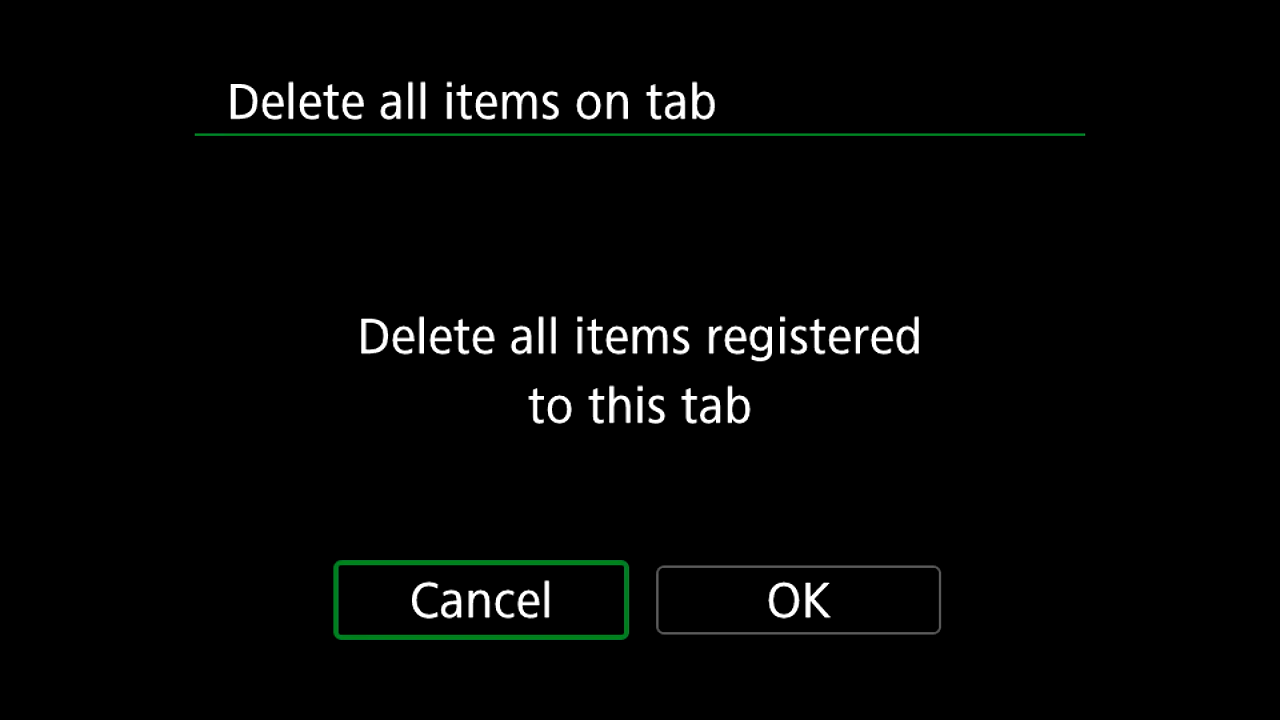 Delete all items on tab
Delete all items registered
to this tab
Cancel
OK